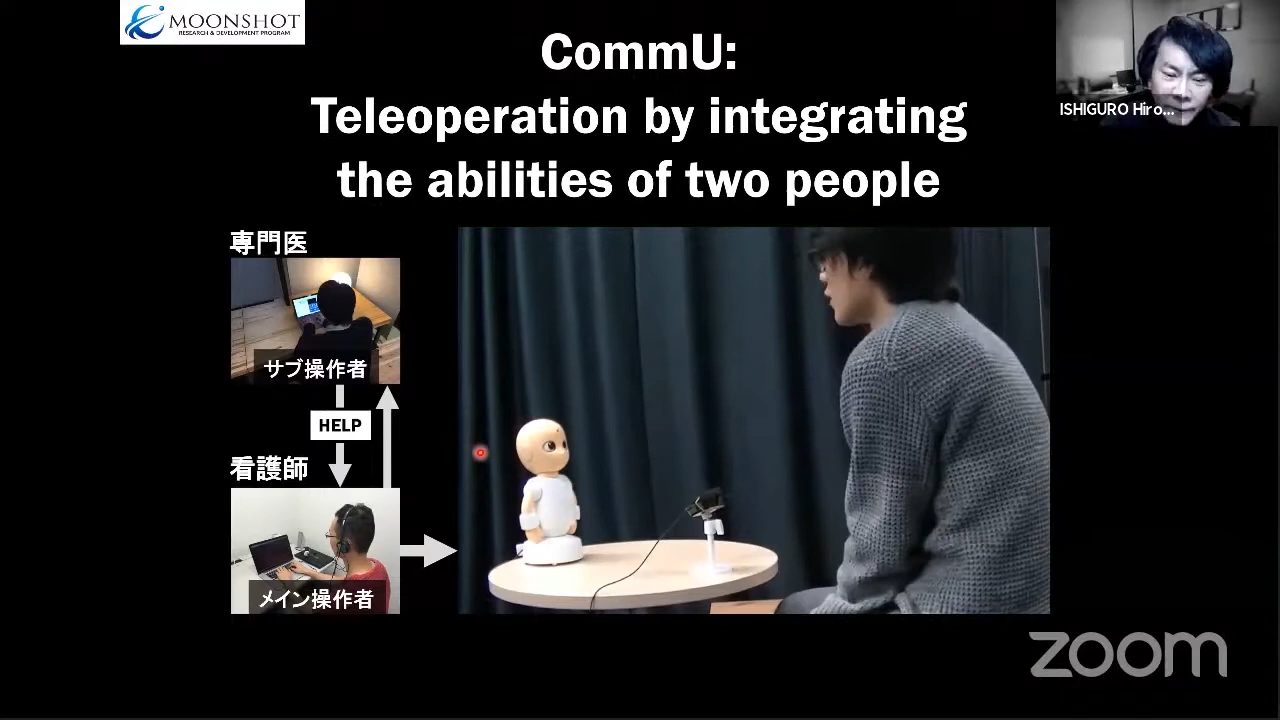 MOONSHOT
RESEARCH & DEVELOPMENT PROGRAM
CommU:
Teleoperation by integrating
the abilities of two people
ISHIGURO Hiro...
専門医
サブ操作者
HELP
看護師
メイン操作者
zoom